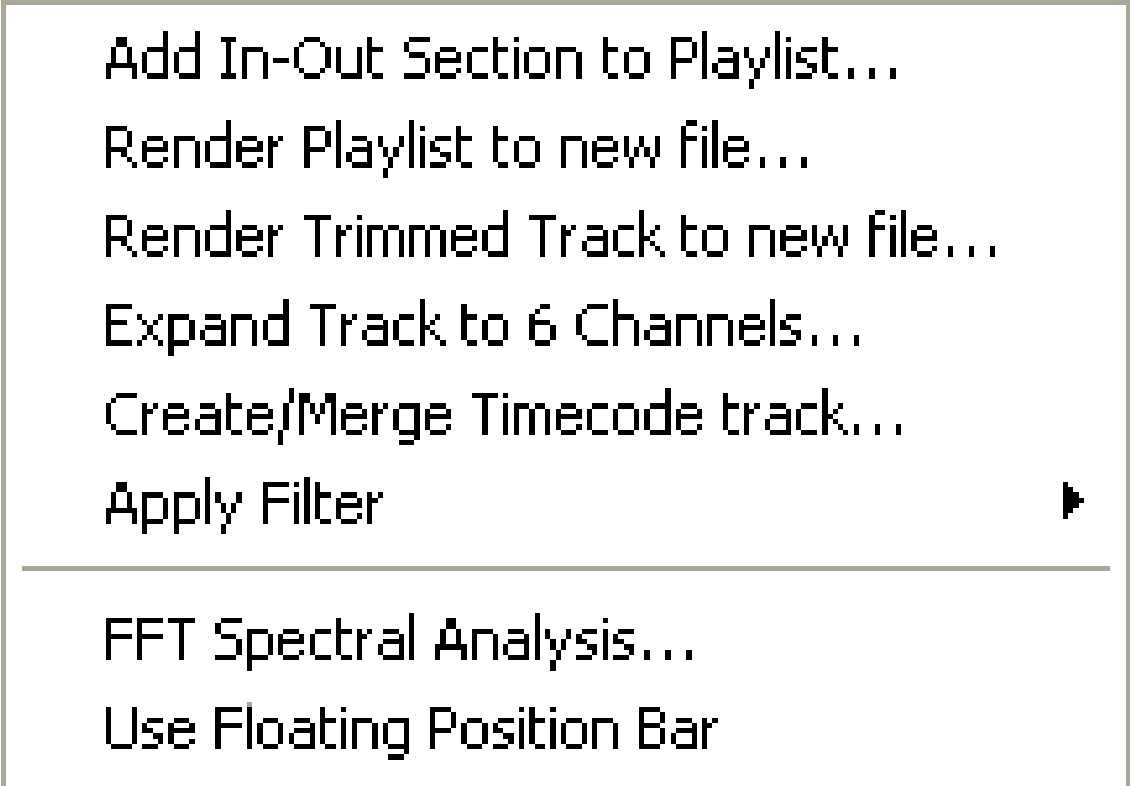 Add In-Out Section to Playlist...
Render Playlist to new file...
Render Trimmed Track to new file...
Expand Track to 6 Channels...
Create/Merge Timecode track...
Apply Filter
FFT Spectral Analysis...
Use Floating Position Bar